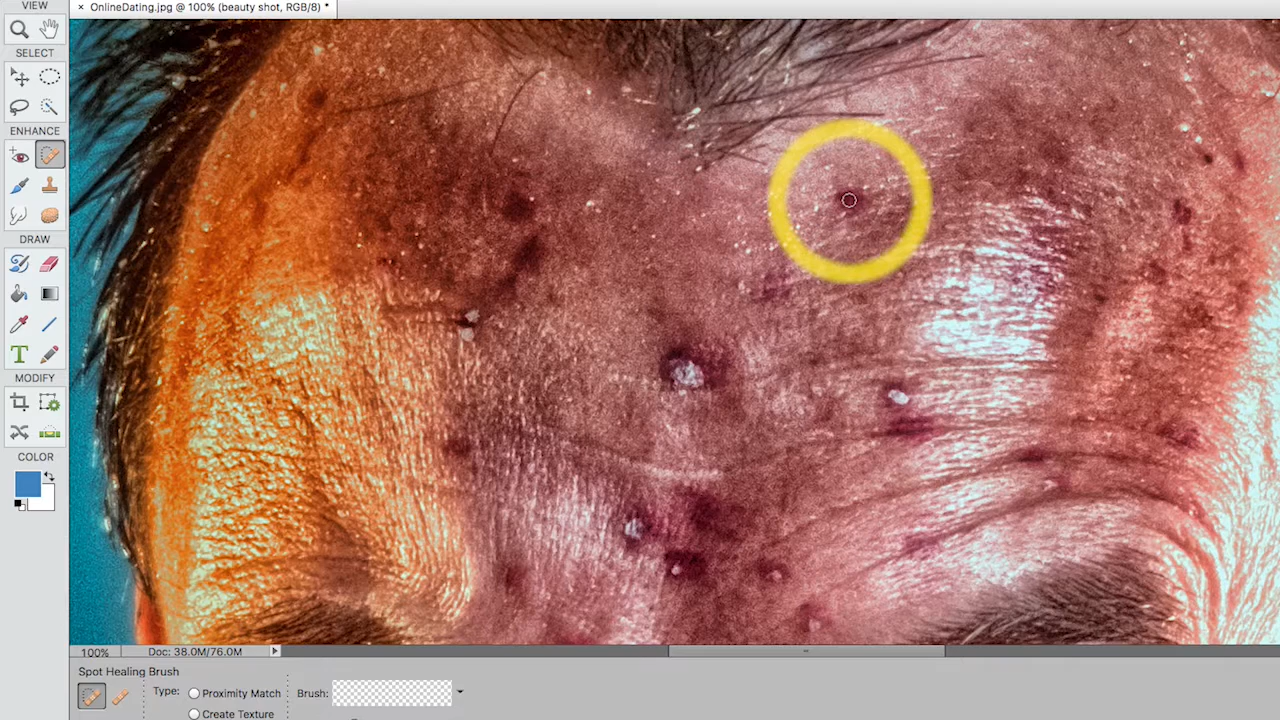 VIEW
× OnlineDating.jpg @ 100% (beauty shot, RGB/8) *
SELECT
ENHANCE
DRAW
T
MODIFY
COLOR
100% Doc: 38.0M/76.0M
Spot Healing Brush
Type: Proximity Match Brush:
Create Texture